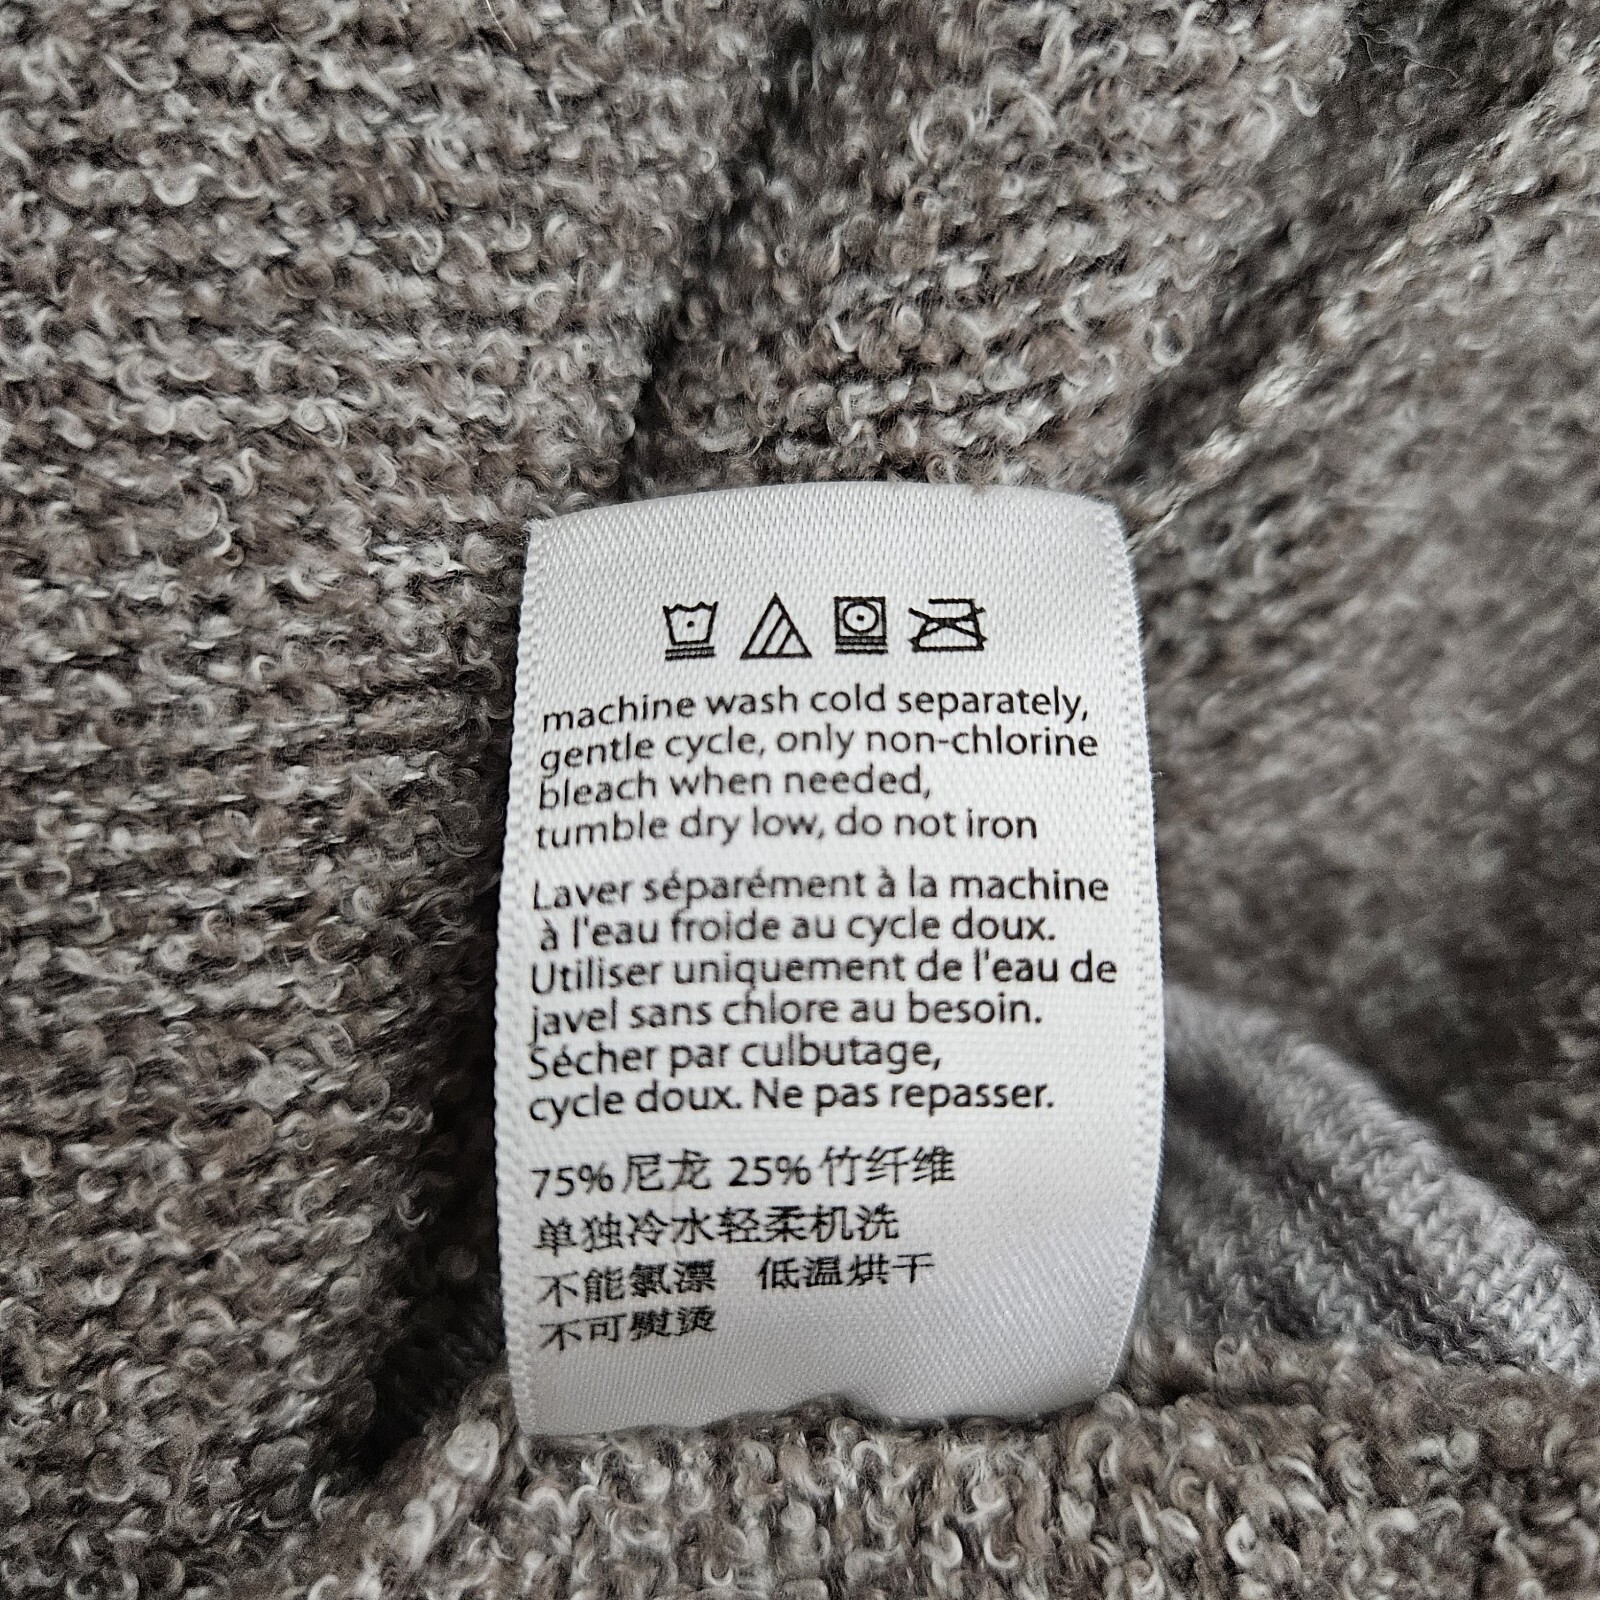 machine wash cold separately,
gentle cycle, only non-chlorine
bleach when needed,
tumble dry low, do not iron
Laver séparément à la machine
à l'eau froide au cycle doux.
Utiliser uniquement de l'eau de
javel sans chlore au besoin.
Sécher par culbutage,
cycle doux. Ne pas repasser.
75% 尼龙 25% 竹纤维
单独冷水轻柔机洗
不能氯漂 低温烘干
不可熨烫